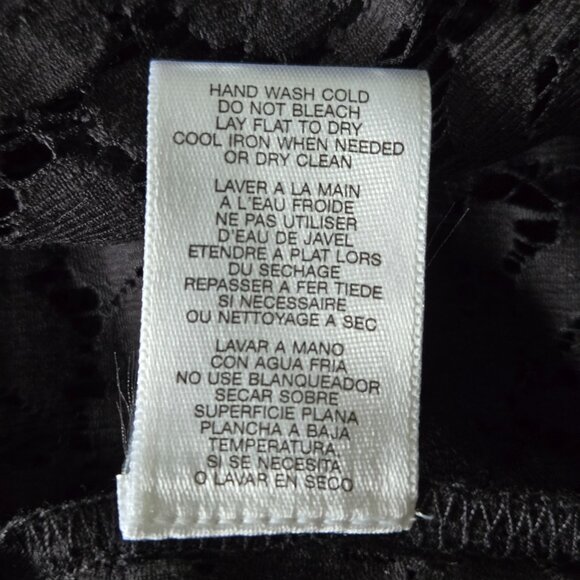 HAND WASH COLD
DO NOT BLEACH
LAY FLAT TO DRY
COOL IRON WHEN NEEDED
OR DRY CLEAN
LAVER A LA MAIN
A L'EAU FROIDE
NE PAS UTILISER
D'EAU DE JAVEL
ETENDRE A PLAT LORS
DU SECHAGE
REPASSER A FER TIEDE
SI NECESSAIRE
OU NETTOYAGE A SEC
LAVAR A MANO
CON AGUA FRIA
NO USE BLANQUEADOR
SECAR SOBRE
SUPERFICIE PLANA
PLANCHA A BAJA
TEMPERATURA
SI SE NECESITA
O LAVAR EN SECO